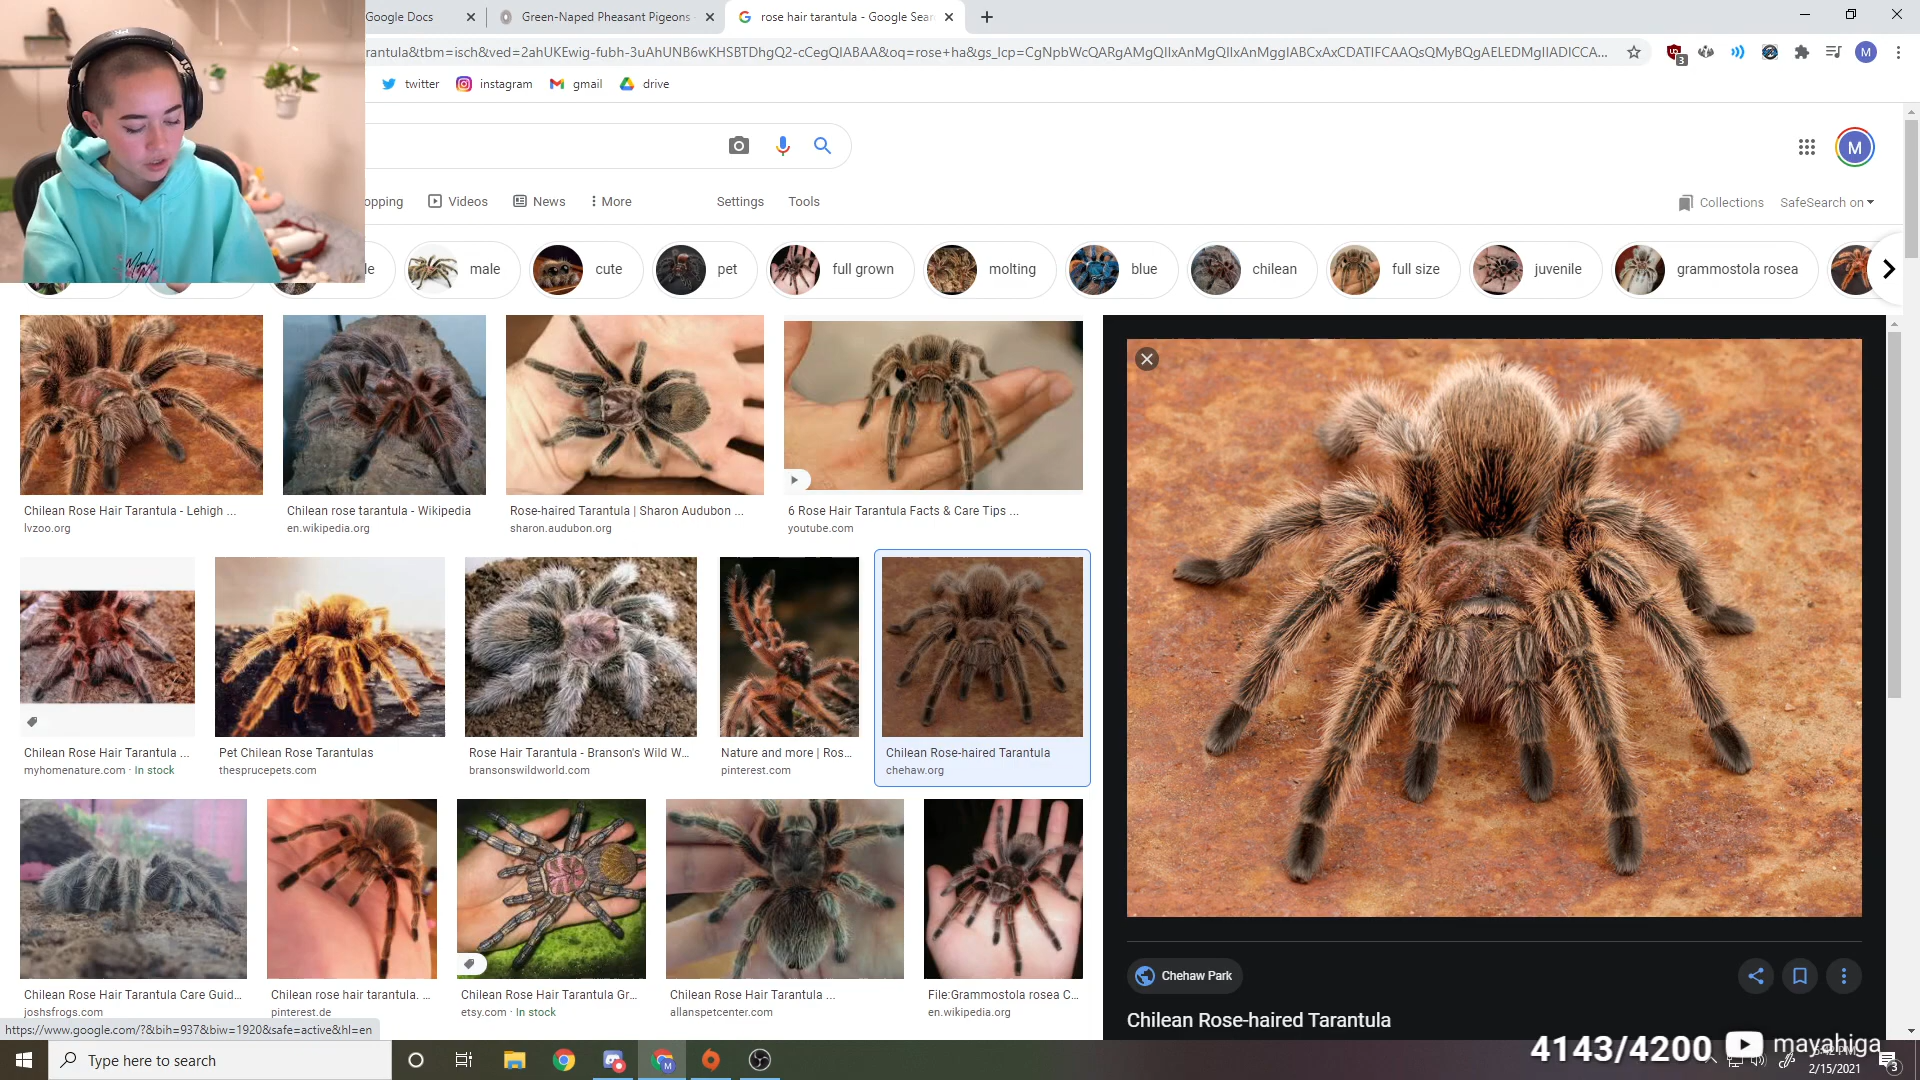 Google Docs
Green-Naped Pheasant Pigeons
rose hair tarantula - Google Sear
rantula&tbm=isch&ved=2ahUKEwig-fubh-3uAhUNB6wKHSBTDhgQ2-cCegQIABAA&oq=rose+ha&gs_lcp=CgNpbWcQARgAMgQIIxAnMgQIIxAnMggIABCxAxCDATIFCAAQsQMyBQgAELEDMgIIADICCA...
3
M
twitter
instagram
gmail
drive
M
opping
Videos
News
More
Settings
Tools
Collections
SafeSearch on
le
male
cute
pet
full grown
molting
blue
chilean
full size
juvenile
grammostola rosea
Chilean Rose Hair Tarantula - Lehigh ...
lvzoo.org
Chilean rose tarantula - Wikipedia
en.wikipedia.org
Rose-haired Tarantula | Sharon Audubon ...
sharon.audubon.org
6 Rose Hair Tarantula Facts & Care Tips ...
youtube.com
Chilean Rose Hair Tarantula ...
myhomenature.com · In stock
Pet Chilean Rose Tarantulas
thesprucepets.com
Rose Hair Tarantula - Branson's Wild W...
bransonswildworld.com
Nature and more | Ros...
pinterest.com
Chilean Rose-haired Tarantula
chehaw.org
Chilean Rose Hair Tarantula Care Guid...
joshsfrogs.com
Chilean rose hair tarantula. ...
pinterest.de
Chilean Rose Hair Tarantula Gr...
etsy.com · In stock
Chilean Rose Hair Tarantula ...
allanspetcenter.com
File:Grammostola rosea C...
en.wikipedia.org
Chehaw Park
Chilean Rose-haired Tarantula
https://www.google.com/?&bih=937&biw=1920&safe=active&hl=en
4143/4200
mayahiga
Type here to search
M
2/15/2021
3